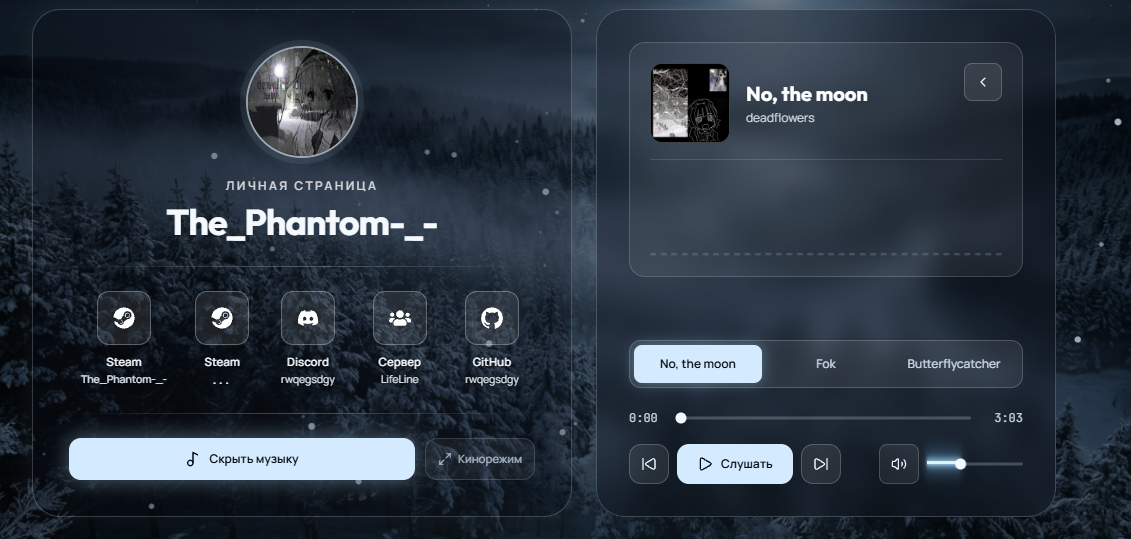 ЛИЧНАЯ СТРАНИЦА
The_Phantom-_-
Steam
The_Phantom-_-
Steam
...
Discord
rwqegsdgy
Сервер
LifeLine
GitHub
rwqegsdgy
Скрыть музыку
Кинорежим
No, the moon
deadflowers
No, the moon
Fok
Butterflycatcher
0:00
3:03
Слушать